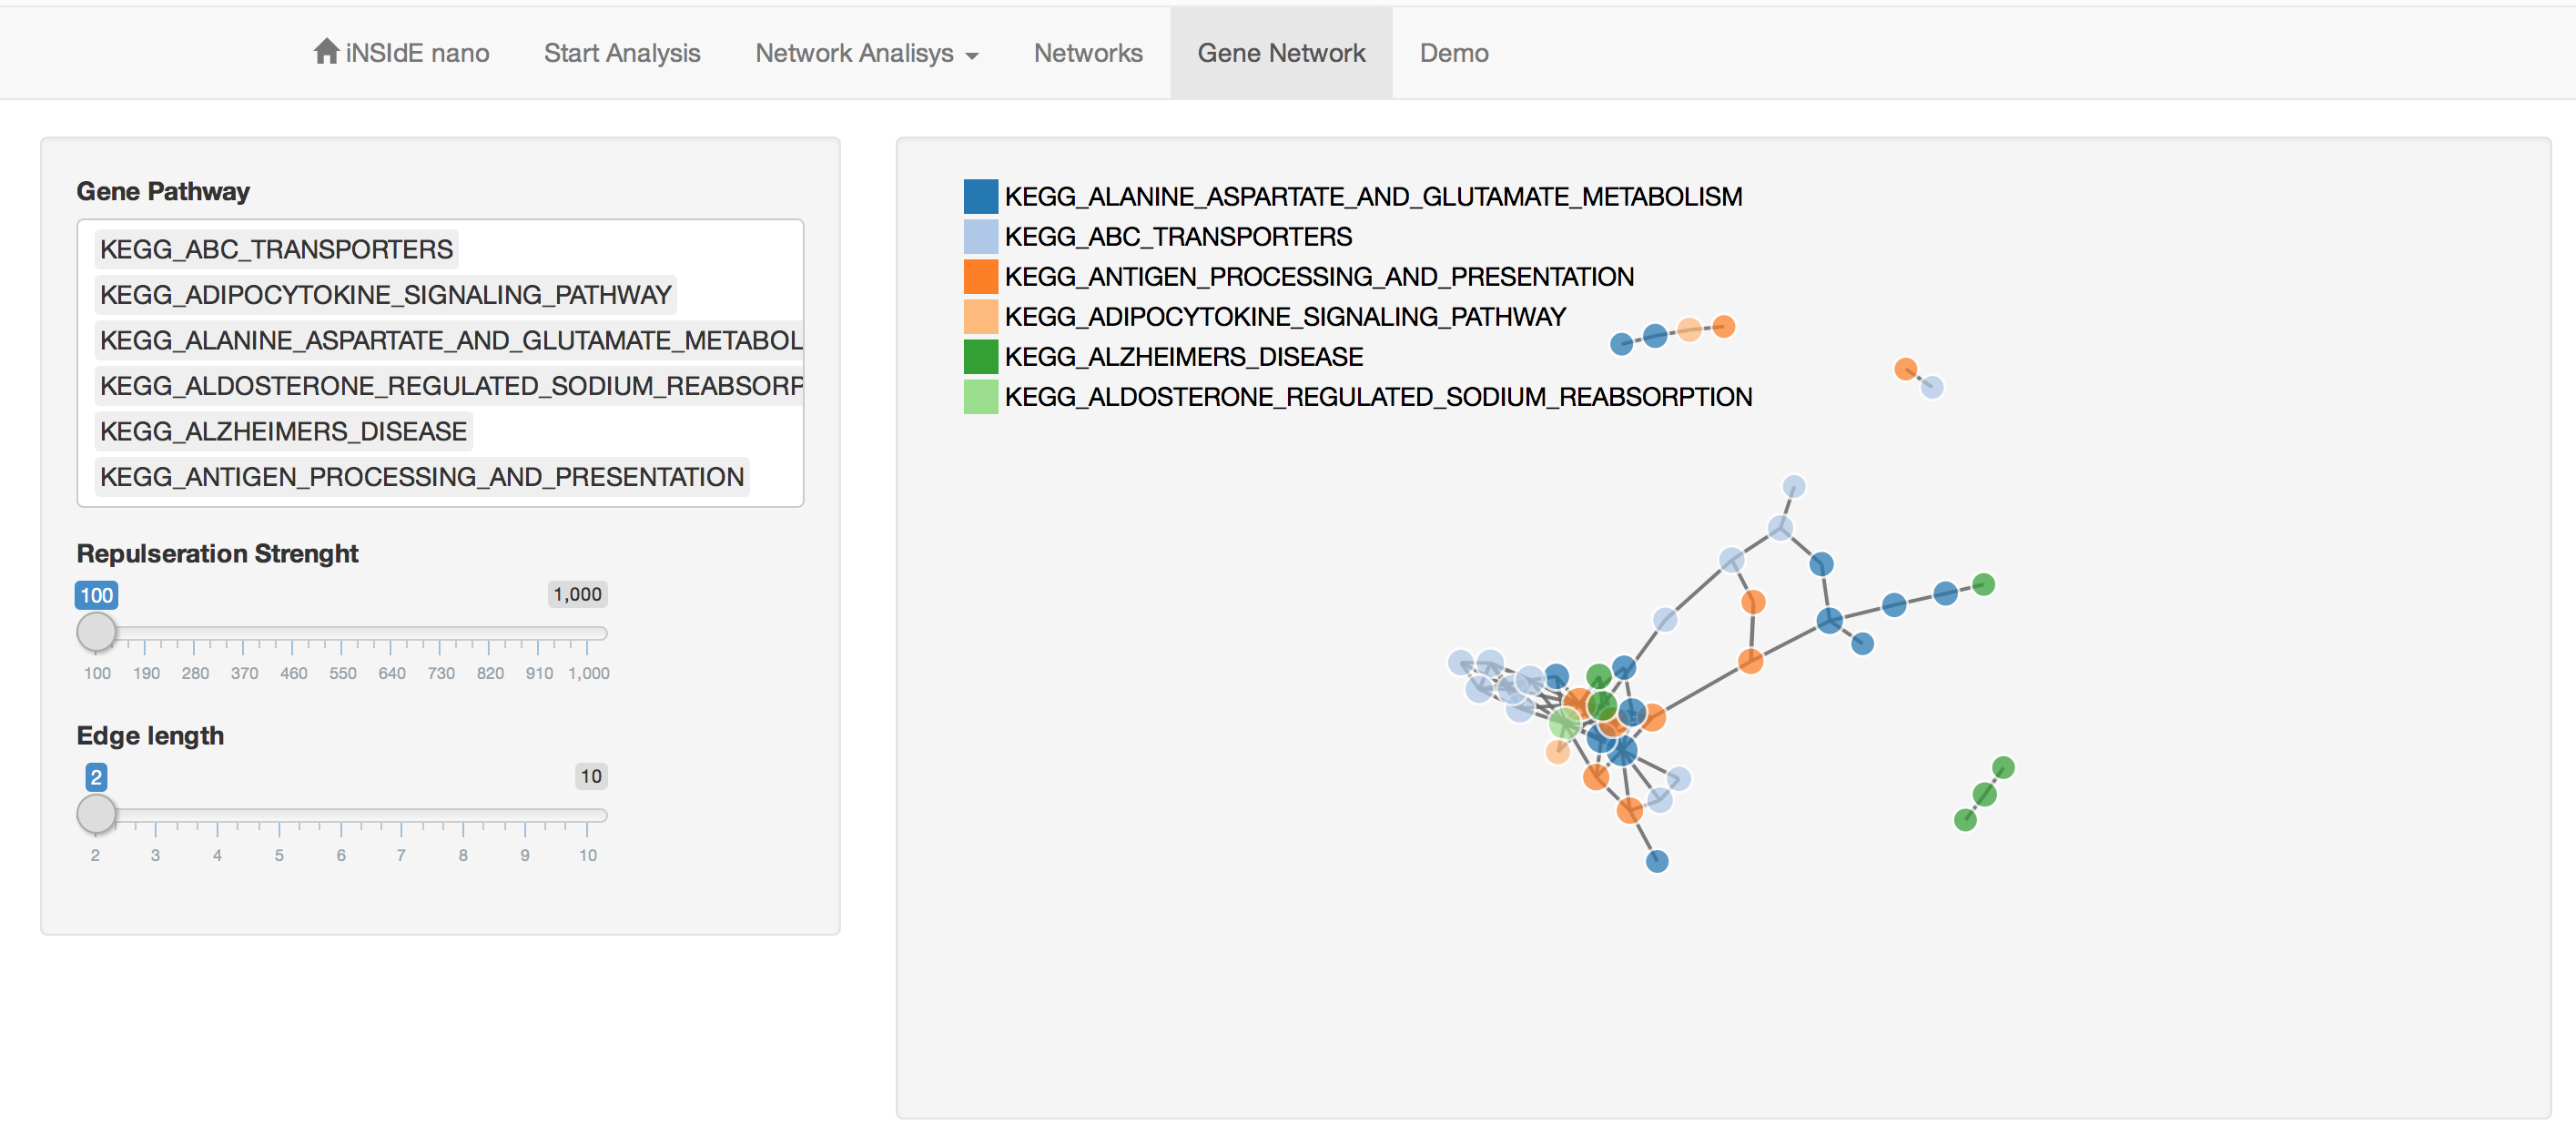 iNSIdE nano Start Analysis Network Analisys Networks Gene Network Demo
Gene Pathway
KEGG_ABC_TRANSPORTERS
KEGG_ADIPOCYTOKINE_SIGNALING_PATHWAY
KEGG_ALANINE_ASPARTATE_AND_GLUTAMATE_METABOL
KEGG_ALDOSTERONE_REGULATED_SODIUM_REABSORP
KEGG_ALZHEIMERS_DISEASE
KEGG_ANTIGEN_PROCESSING_AND_PRESENTATION
Repulseration Strenght
100 1,000
100 190 280 370 460 550 640 730 820 910 1,000
Edge length
2 10
2 3 4 5 6 7 8 9 10
KEGG_ALANINE_ASPARTATE_AND_GLUTAMATE_METABOLISM
KEGG_ABC_TRANSPORTERS
KEGG_ANTIGEN_PROCESSING_AND_PRESENTATION
KEGG_ADIPOCYTOKINE_SIGNALING_PATHWAY
KEGG_ALZHEIMERS_DISEASE
KEGG_ALDOSTERONE_REGULATED_SODIUM_REABSORPTION